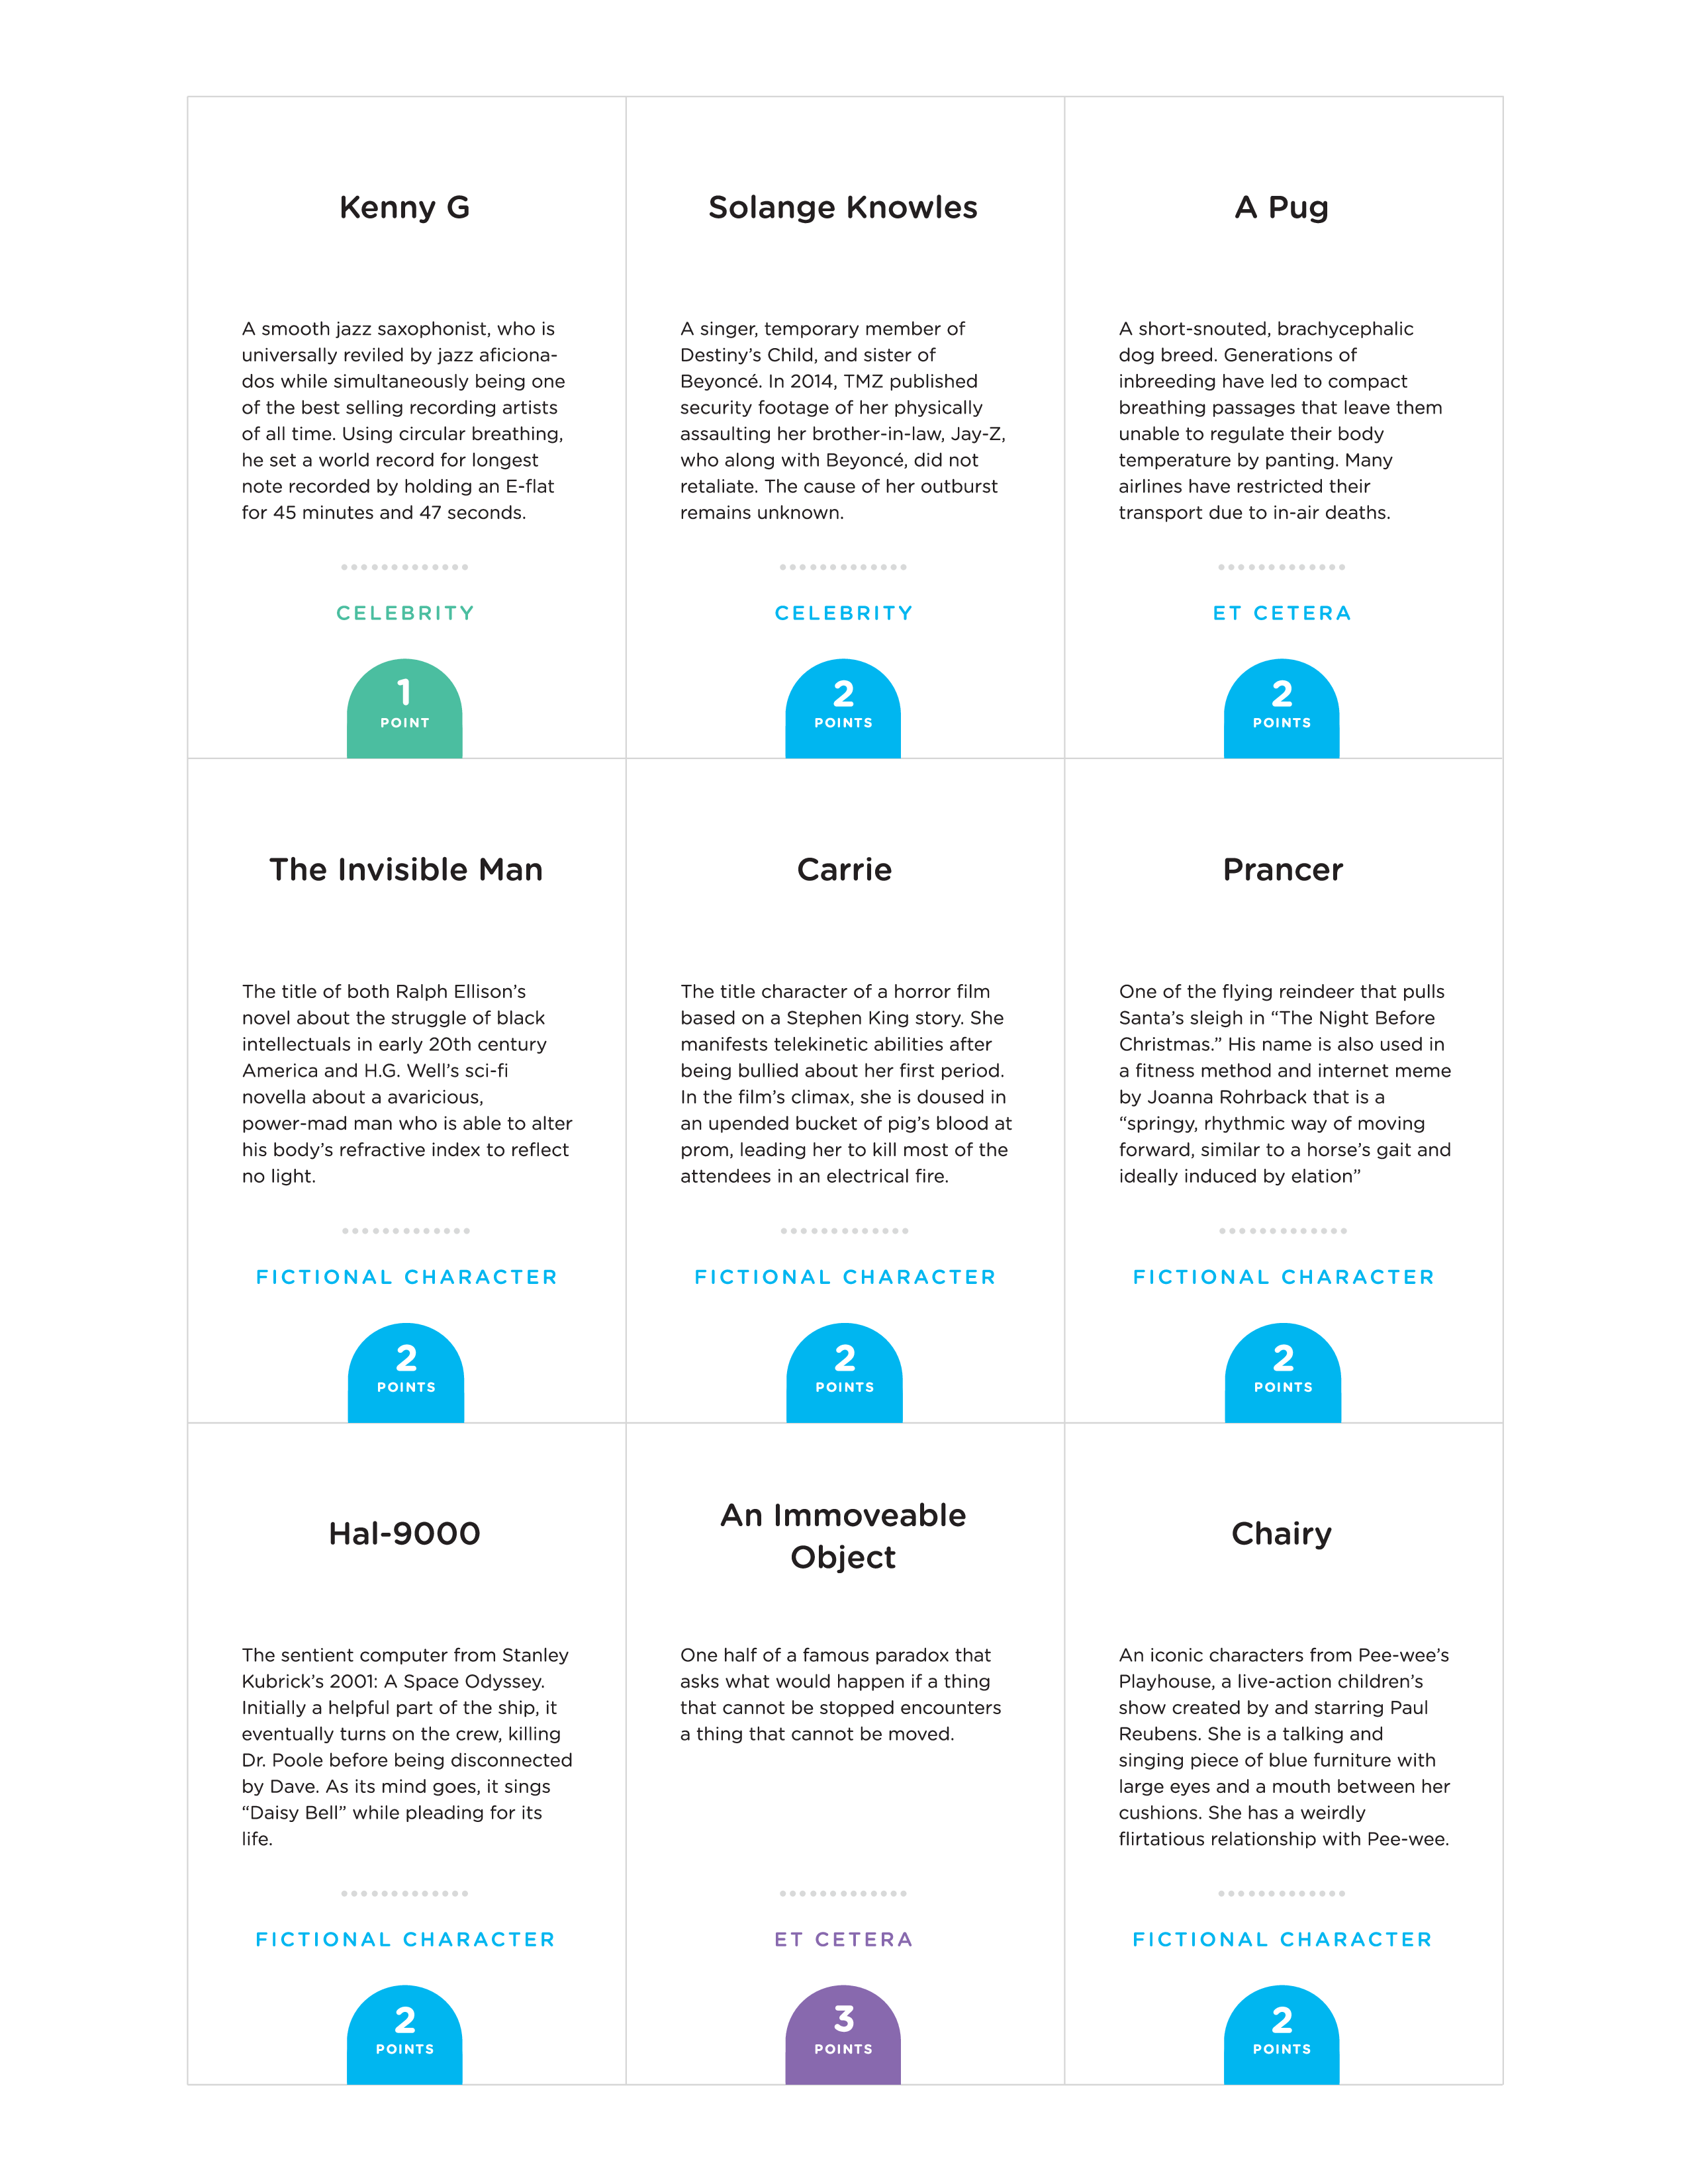 Kenny G
A smooth jazz saxophonist, who is
universally reviled by jazz aficiona-
dos while simultaneously being one
of the best selling recording artists
of all time. Using circular breathing,
he set a world record for longest
note recorded by holding an E-flat
for 45 minutes and 47 seconds.
CELEBRITY
1
POINT
Solange Knowles
A singer, temporary member of
Destiny’s Child, and sister of
Beyoncé. In 2014, TMZ published
security footage of her physically
assaulting her brother-in-law, Jay-Z,
who along with Beyoncé, did not
retaliate. The cause of her outburst
remains unknown.
CELEBRITY
2
POINTS
A Pug
A short-snouted, brachycephalic
dog breed. Generations of
inbreeding have led to compact
breathing passages that leave them
unable to regulate their body
temperature by panting. Many
airlines have restricted their
transport due to in-air deaths.
ET CETERA
2
POINTS
The Invisible Man
The title of both Ralph Ellison’s
novel about the struggle of black
intellectuals in early 20th century
America and H.G. Well’s sci-fi
novella about a avaricious,
power-mad man who is able to alter
his body’s refractive index to reflect
no light.
FICTIONAL CHARACTER
2
POINTS
Carrie
The title character of a horror film
based on a Stephen King story. She
manifests telekinetic abilities after
being bullied about her first period.
In the film’s climax, she is doused in
an upended bucket of pig’s blood at
prom, leading her to kill most of the
attendees in an electrical fire.
FICTIONAL CHARACTER
2
POINTS
Prancer
One of the flying reindeer that pulls
Santa’s sleigh in “The Night Before
Christmas.” His name is also used in
a fitness method and internet meme
by Joanna Rohrback that is a
“springy, rhythmic way of moving
forward, similar to a horse’s gait and
ideally induced by elation”
FICTIONAL CHARACTER
2
POINTS
Hal-9000
The sentient computer from Stanley
Kubrick’s 2001: A Space Odyssey.
Initially a helpful part of the ship, it
eventually turns on the crew, killing
Dr. Poole before being disconnected
by Dave. As its mind goes, it sings
“Daisy Bell” while pleading for its
life.
FICTIONAL CHARACTER
2
POINTS
An Immoveable
Object
One half of a famous paradox that
asks what would happen if a thing
that cannot be stopped encounters
a thing that cannot be moved.
ET CETERA
3
POINTS
Chairy
An iconic characters from Pee-wee’s
Playhouse, a live-action children’s
show created by and starring Paul
Reubens. She is a talking and
singing piece of blue furniture with
large eyes and a mouth between her
cushions. She has a weirdly
flirtatious relationship with Pee-wee.
FICTIONAL CHARACTER
2
POINTS